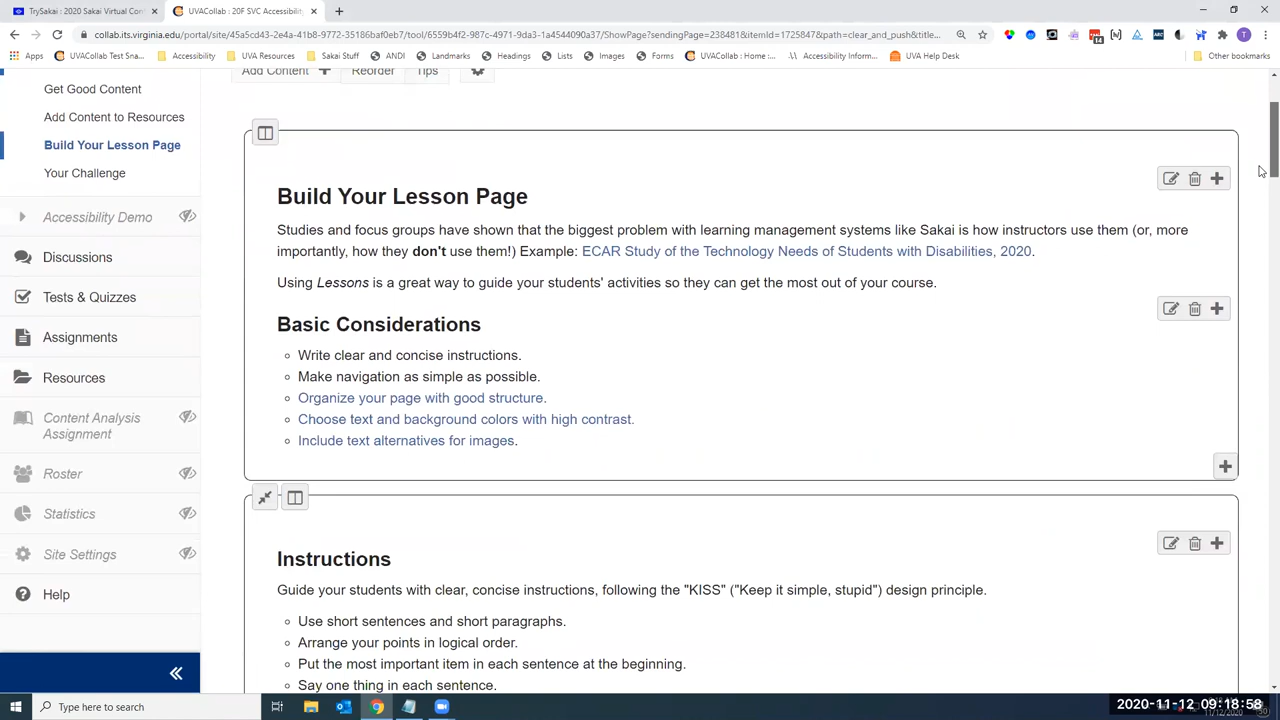 TrySakai : 2020 Sakai Virtual Con
UVACollab : 20F SVC Accessibility
collab.its.virginia.edu/portal/site/45a5cd43-2e4a-41b8-9772-35186baf0e1f/tool/6559b4f2-987c-4971-9da3-1a4544090a37/ShowPage?sendingPage=238481&itemId=1725847&path=clear_and_push&title...
Apps
UVACollab Test Sna...
Accessibility
UVA Resources
Sakai Stuff
ANDI
Landmarks
Headings
Lists
Images
Forms
UVACollab : Home :...
Accessibility Inform...
UVA Help Desk
Other bookmarks
Get Good Content
Add Content to Resources
Build Your Lesson Page
Your Challenge
Accessibility Demo
Discussions
Tests & Quizzes
Assignments
Resources
Content Analysis
Assignment
Roster
Statistics
Site Settings
Help
Add Content
Reorder
Tips
Build Your Lesson Page
Studies and focus groups have shown that the biggest problem with learning management systems like Sakai is how instructors use them (or, more
importantly, how they don't use them!) Example: ECAR Study of the Technology Needs of Students with Disabilities, 2020.
Using Lessons is a great way to guide your students' activities so they can get the most out of your course.
Basic Considerations
Write clear and concise instructions.
Make navigation as simple as possible.
Organize your page with good structure.
Choose text and background colors with high contrast.
Include text alternatives for images.
Instructions
Guide your students with clear, concise instructions, following the "KISS" ("Keep it simple, stupid") design principle.
Use short sentences and short paragraphs.
Arrange your points in logical order.
Put the most important item in each sentence at the beginning.
Say one thing in each sentence.
Type here to search
2020-11-12 09:18:58